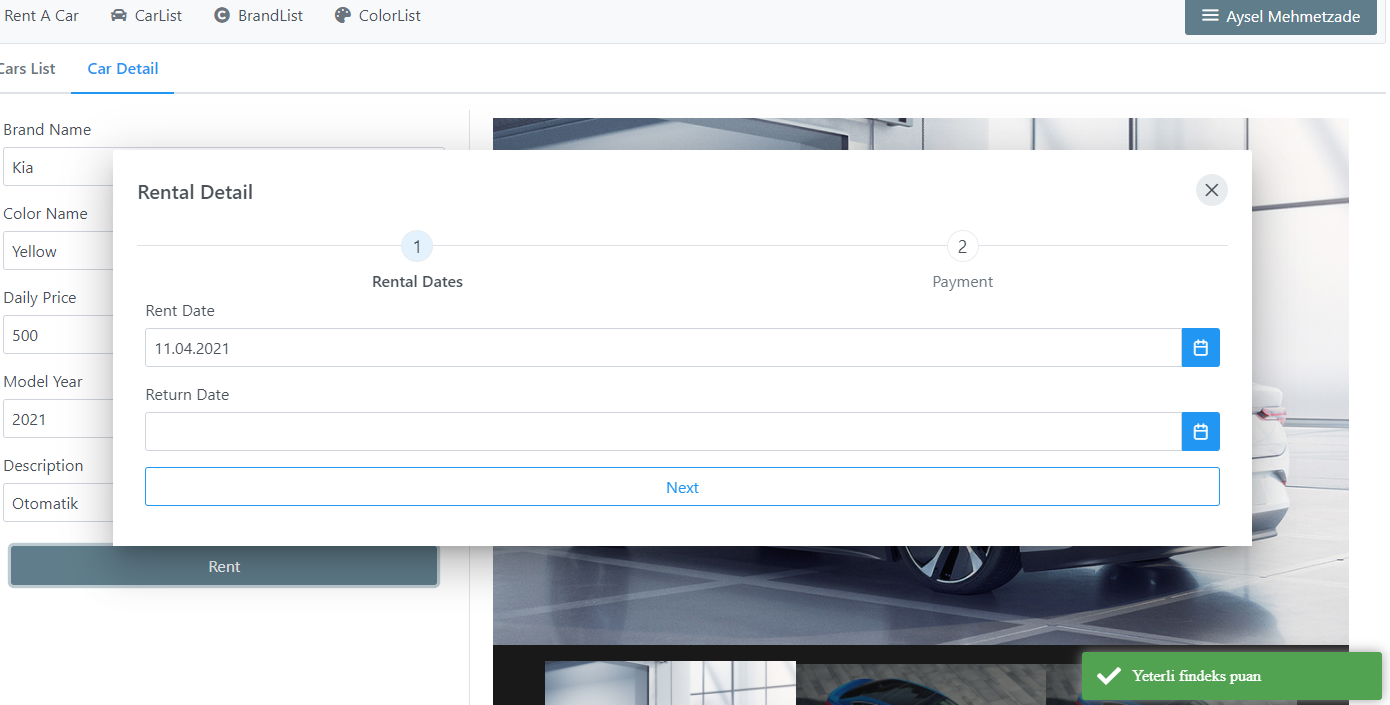 Rent A Car CarList BrandList ColorList Aysel Mehmetzade
Cars List Car Detail
Brand Name
Kia
Color Name
Yellow
Daily Price
500
Model Year
2021
Description
Otomatik
Rent
Rental Detail
1 2
Rental Dates Payment
Rent Date
11.04.2021
Return Date
Next
Yeterli findeks puan